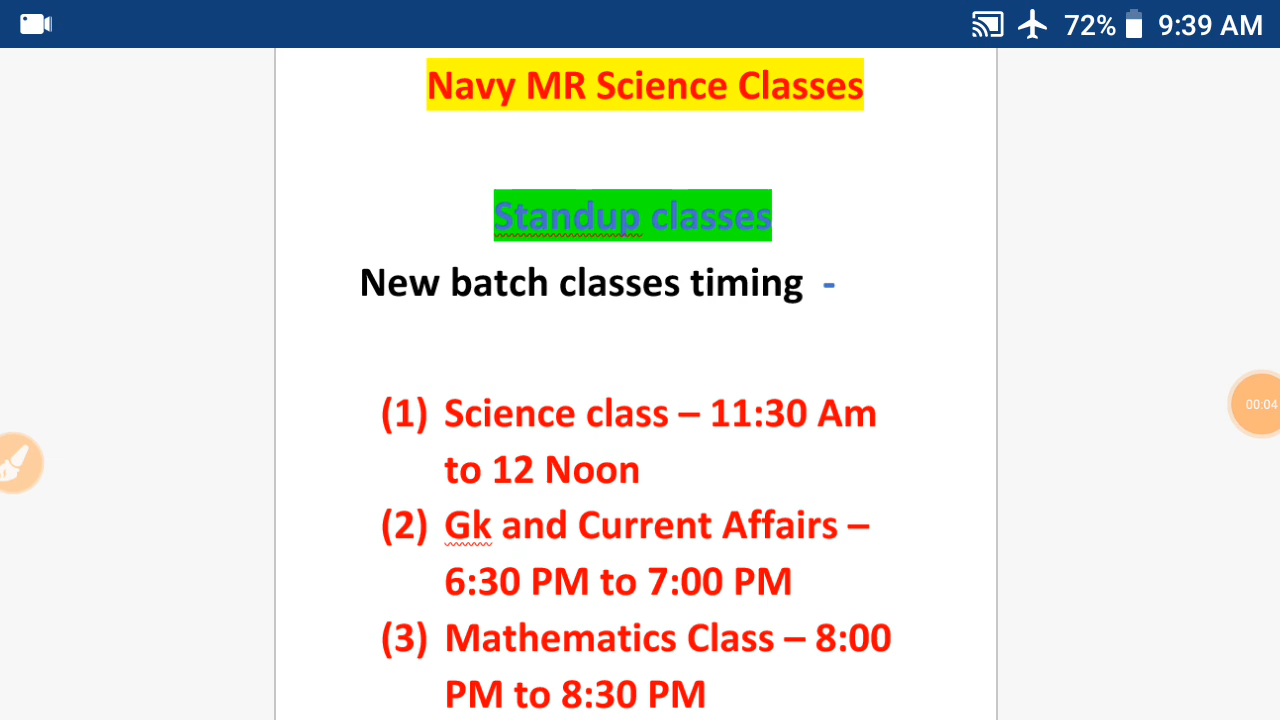 72% 9:39 AM
Navy MR Science Classes
Standup classes
New batch classes timing -
(1) Science class – 11:30 Am
to 12 Noon
(2) Gk and Current Affairs –
6:30 PM to 7:00 PM
(3) Mathematics Class – 8:00
PM to 8:30 PM
00:04